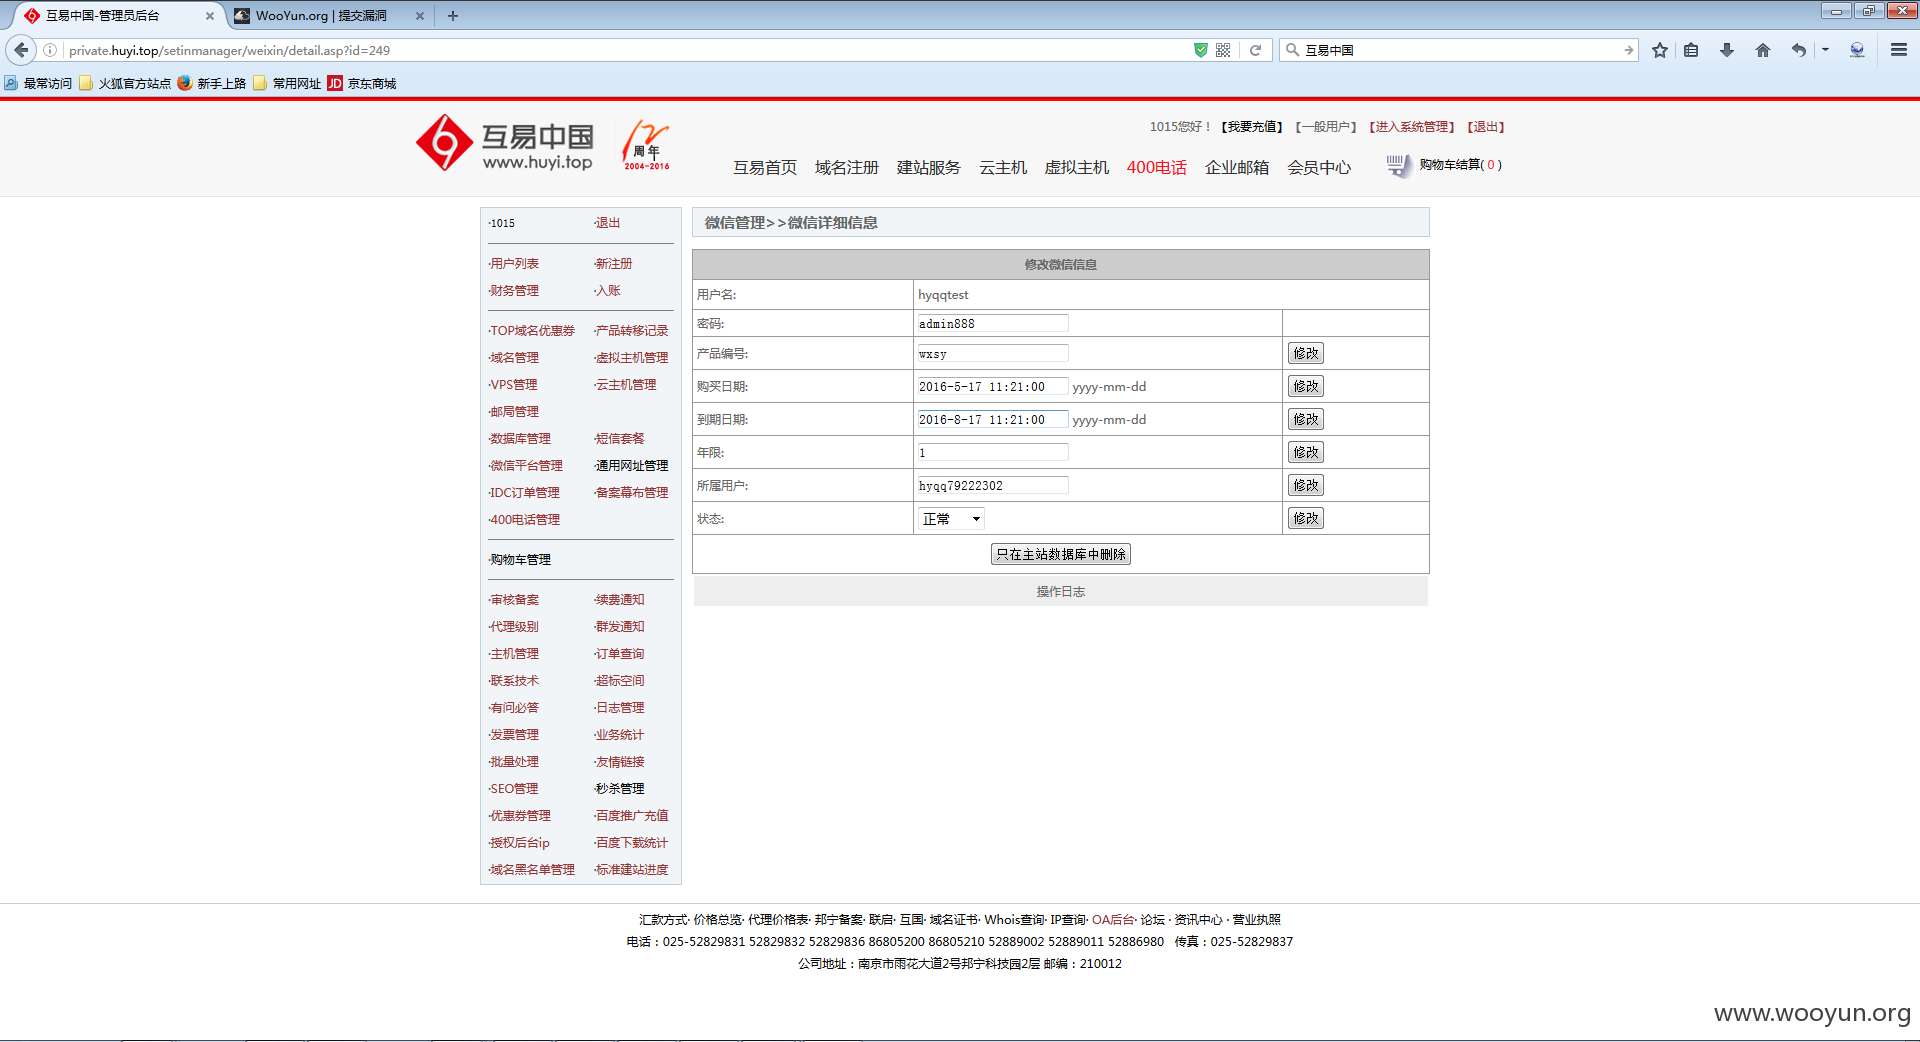 互易中国-管理员后台
WooYun.org | 提交漏洞
private.huyi.top/setinmanager/weixin/detail.asp?id=249
互易中国
最常访问 火狐官方站点 新手上路 常用网址 JD 京东商城
互易中国
www.huyi.top
12
周年
2004-2016
1015您好！【我要充值】 【一般用户】 【进入系统管理】 【退出】
互易首页 域名注册 建站服务 云主机 虚拟主机 400电话 企业邮箱 会员中心
购物车结算( 0 )
·1015 ·退出
·用户列表 ·新注册
·财务管理 ·入账
·TOP域名优惠券 ·产品转移记录
·域名管理 ·虚拟主机管理
·VPS管理 ·云主机管理
·邮局管理
·数据库管理 ·短信套餐
·微信平台管理 ·通用网址管理
·IDC订单管理 ·备案幕布管理
·400电话管理
·购物车管理
·审核备案 ·续费通知
·代理级别 ·群发通知
·主机管理 ·订单查询
·联系技术 ·超标空间
·有问必答 ·日志管理
·发票管理 ·业务统计
·批量处理 ·友情链接
·SEO管理 ·秒杀管理
·优惠券管理 ·百度推广充值
·授权后台ip ·百度下载统计
·域名黑名单管理 ·标准建站进度
微信管理>>微信详细信息
修改微信信息
用户名: hyqqtest
密码: admin888
产品编号: wxsy 修改
购买日期: 2016-5-17 11:21:00 yyyy-mm-dd 修改
到期日期: 2016-8-17 11:21:00 yyyy-mm-dd 修改
年限: 1 修改
所属用户: hyqq79222302 修改
状态: 正常 修改
只在主站数据库中删除
操作日志
汇款方式· 价格总览· 代理价格表· 邦宁备案· 联启· 互国· 域名证书· Whois查询· IP查询· OA后台· 论坛 · 资讯中心 · 营业执照
电话：025-52829831 52829832 52829836 86805200 86805210 52889002 52889011 52886980 传真：025-52829837
公司地址：南京市雨花大道2号邦宁科技园2层 邮编：210012
www.wooyun.org